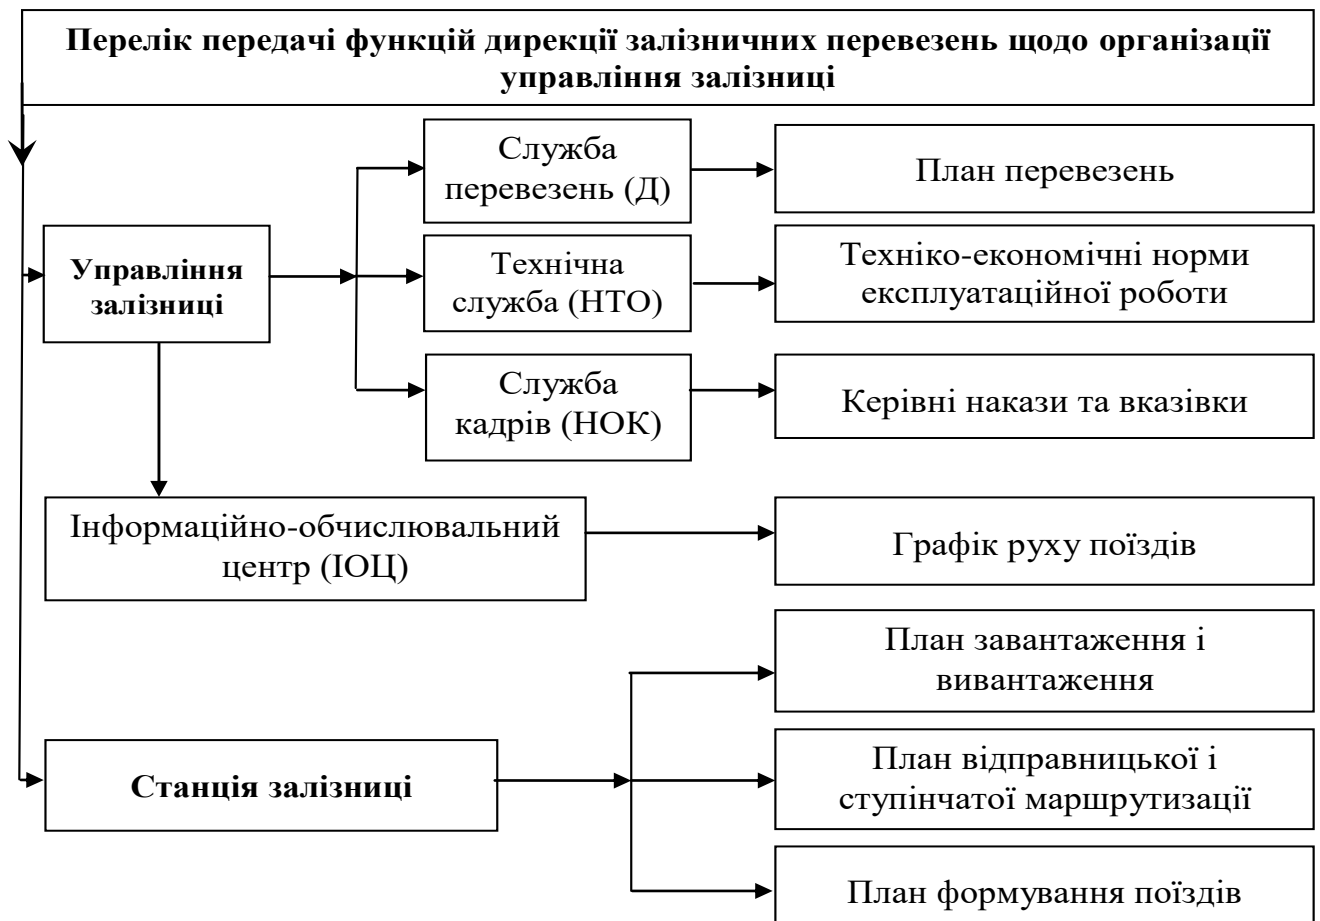 Перелік передачі функцій дирекції залізничних перевезень щодо організації
управління залізниці
Служба
перевезень (Д)
План перевезень
Управління
залізниці
Технічна
служба (НТО)
Техніко-економічні норми
експлуатаційної роботи
Служба
кадрів (НОК)
Керівні накази та вказівки
Інформаційно-обчислювальний
центр (ІОЦ)
Графік руху поїздів
План завантаження і
вивантаження
Станція залізниці
План відправницької і
ступінчатої маршрутизації
План формування поїздів